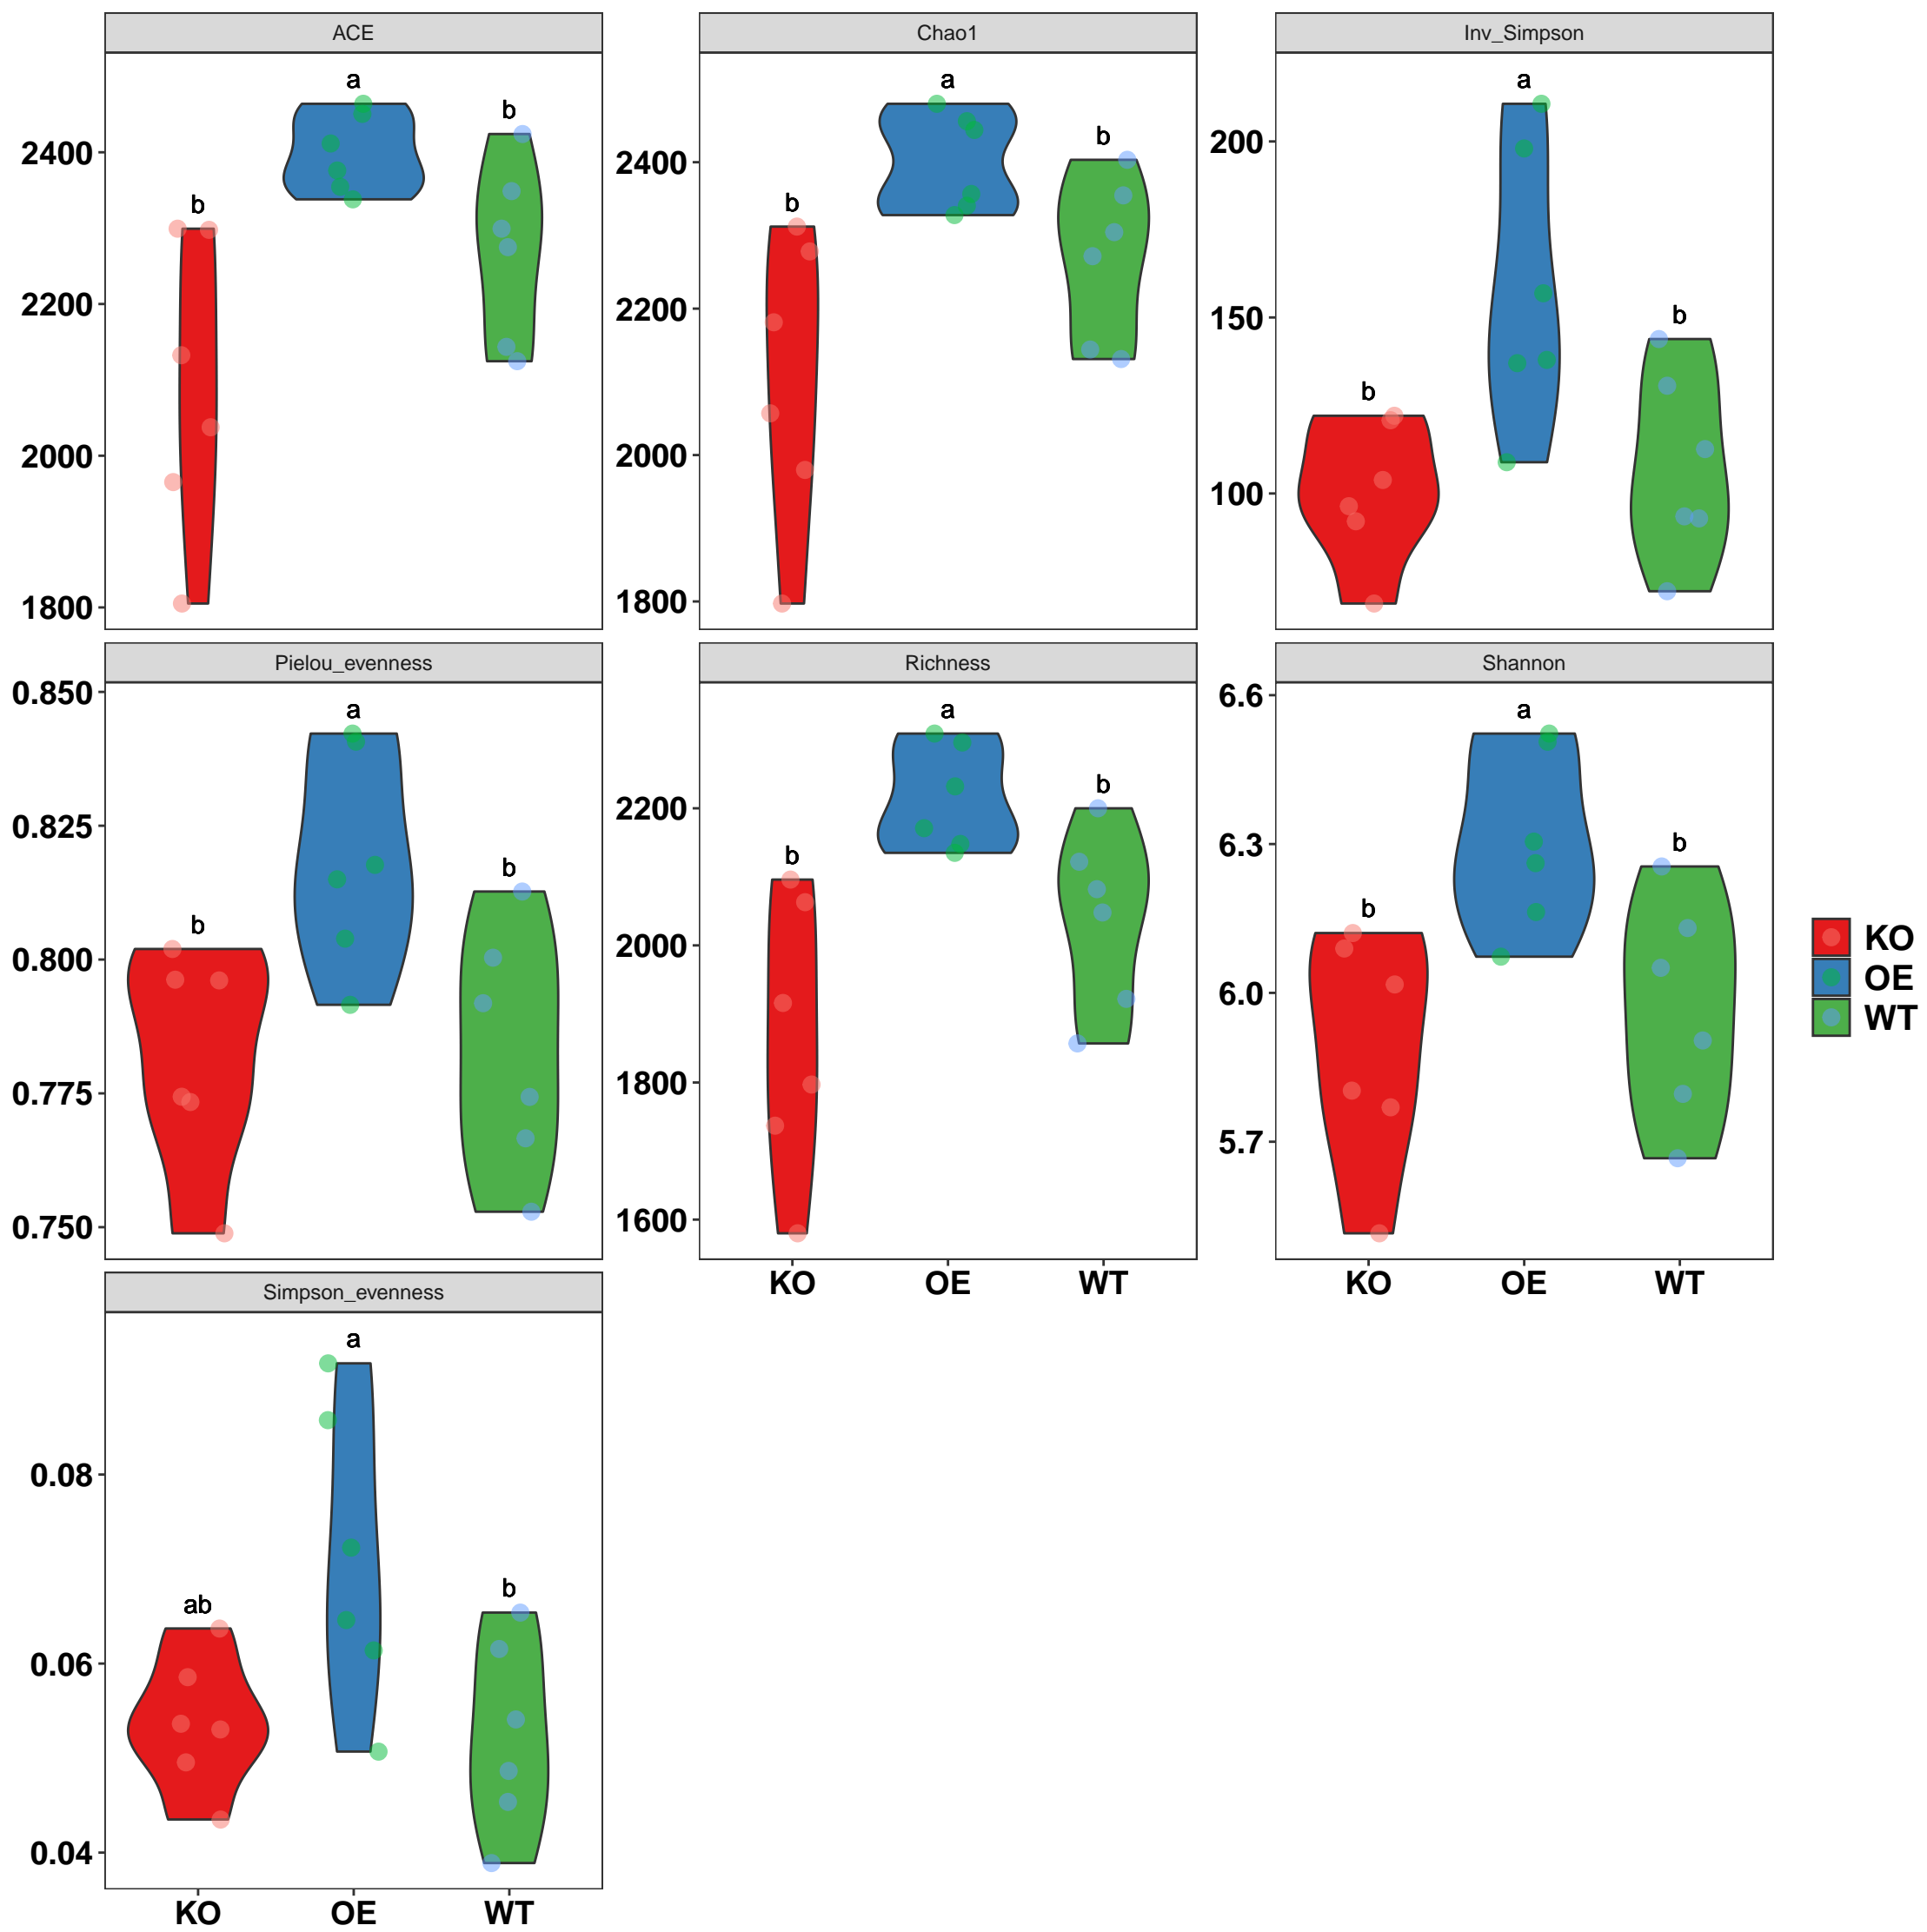 ACE
Chao1
Inv_Simpson
a
b
b
2400
2200
2000
1800
a
b
b
2400
2200
2000
1800
a
b
b
200
150
100
Pielou_evenness
Richness
Shannon
0.850
0.825
0.800
0.775
0.750
a
b
b
2200
2000
1800
1600
a
b
b
6.6
6.3
6.0
5.7
a
b
b
KO
OE
WT
KO OE WT
KO OE WT
Simpson_evenness
a
b
ab
0.08
0.06
0.04
KO OE WT